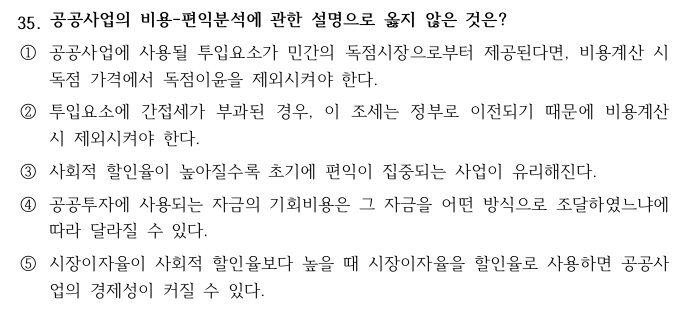 35. 공공사업의 비용-편익분석에 관한 설명으로 옳지 않은 것은?
① 공공사업에 사용될 투입요소가 민간의 독점시장으로부터 제공된다면, 비용계산 시
독점 가격에서 독점이윤을 제외시켜야 한다.
② 투입요소에 간접세가 부과된 경우, 이 조세는 정부로 이전되기 때문에 비용계산
시 제외시켜야 한다.
③ 사회적 할인율이 높아질수록 초기에 편익이 집중되는 사업이 유리해진다.
④ 공공투자에 사용되는 자금의 기회비용은 그 자금을 어떤 방식으로 조달하였느냐에
따라 달라질 수 있다.
⑤ 시장이자율이 사회적 할인율보다 높을 때 시장이자율을 할인율로 사용하면 공공사
업의 경제성이 커질 수 있다.